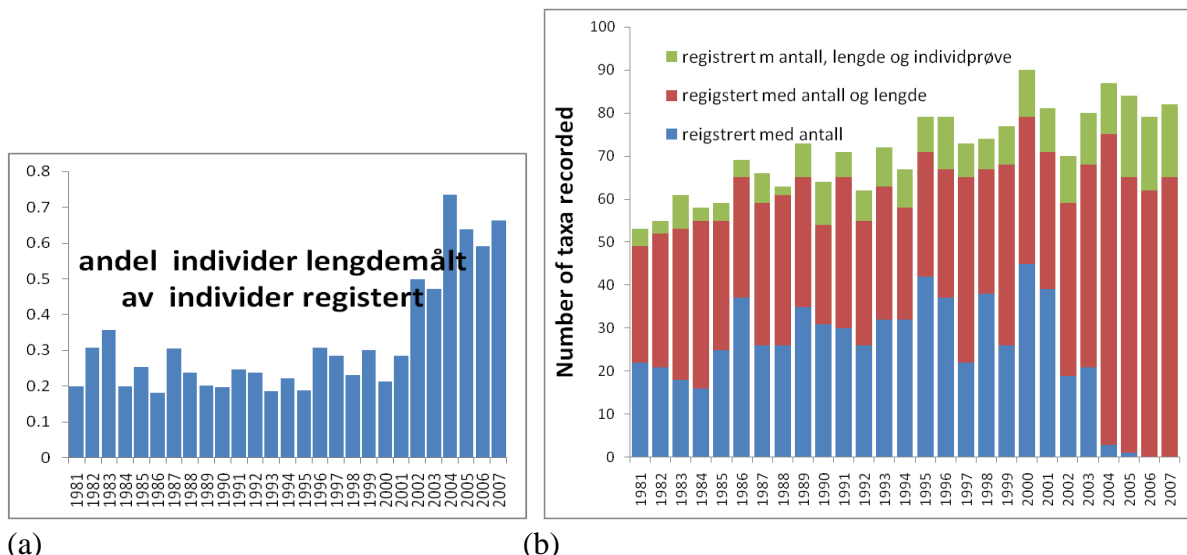 0.8
0.7
0.6
0.5
0.4
0.3
0.2
0.1
0
andel individer lengdemålt
av individer registert
1981 1982 1983 1984 1985 1986 1987 1988 1989 1990 1991 1992 1993 1994 1995 1996 1997 1998 1999 2000 2001 2002 2003 2004 2005 2006 2007
(a)
Number of taxa recorded
100
90
80
70
60
50
40
30
20
10
0
registrert m antall, lengde og individprøve
regigstert med antall og lengde
reigstrert med antall
1981 1982 1983 1984 1985 1986 1987 1988 1989 1990 1991 1992 1993 1994 1995 1996 1997 1998 1999 2000 2001 2002 2003 2004 2005 2006 2007
(b)